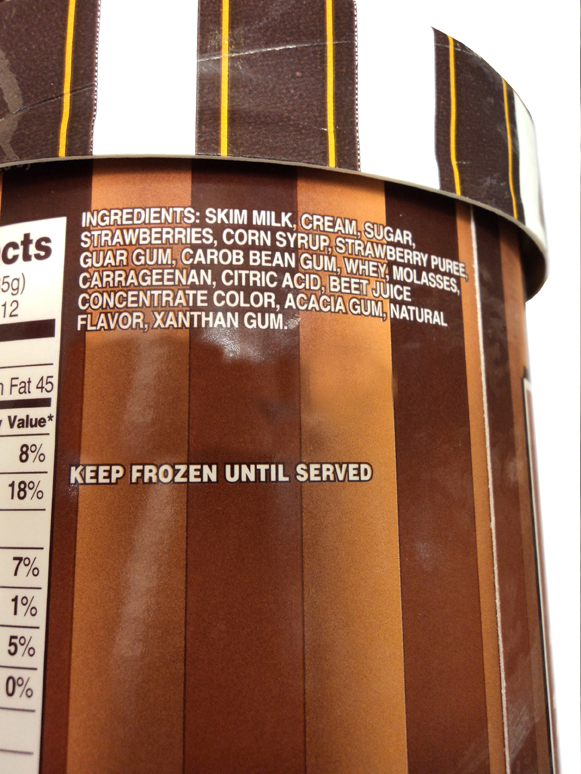 cts
5g)
12
Fat 45
Value*
8%
18%
7%
1%
5%
0%
INGREDIENTS: SKIM MILK, CREAM, SUGAR,
STRAWBERRIES, CORN SYRUP, STRAWBERRY PUREE,
GUAR GUM, CAROB BEAN GUM, WHEY, MOLASSES,
CARRAGEENAN, CITRIC ACID, BEET JUICE
CONCENTRATE COLOR, ACACIA GUM, NATURAL
FLAVOR, XANTHAN GUM.
KEEP FROZEN UNTIL SERVED